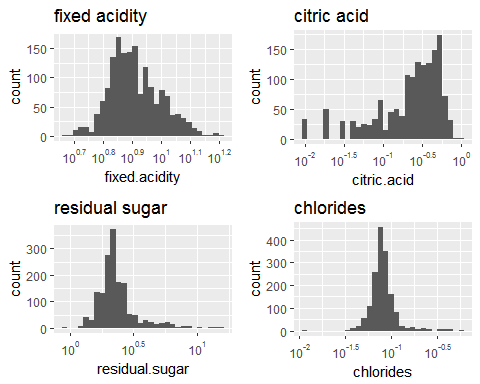 fixed acidity
150
100
50
0
count
10^0.7 10^0.8 10^0.9 10^1 10^1.1 10^1.2
fixed.acidity
citric acid
150
100
50
0
count
10^-2 10^-1.5 10^-1 10^-0.5 10^0
citric.acid
residual sugar
300
200
100
0
count
10^0 10^0.5 10^1
residual.sugar
chlorides
400
300
200
100
0
count
10^-2 10^-1.5 10^-1 10^-0.5
chlorides